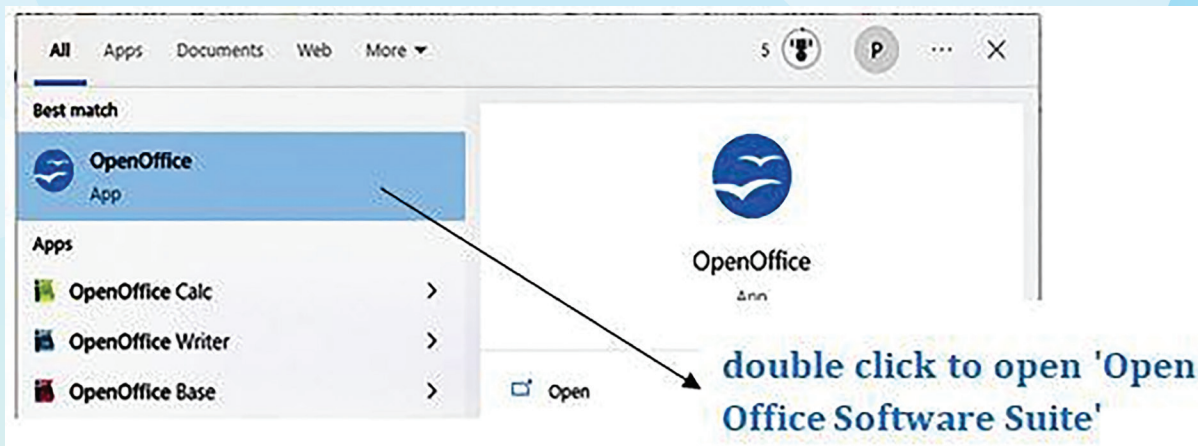 All Apps Documents Web More 5 P ... 
Best match
OpenOffice
App
Apps
OpenOffice Calc
OpenOffice Writer
OpenOffice Base
OpenOffice
App
Open
double click to open 'Open
Office Software Suite'